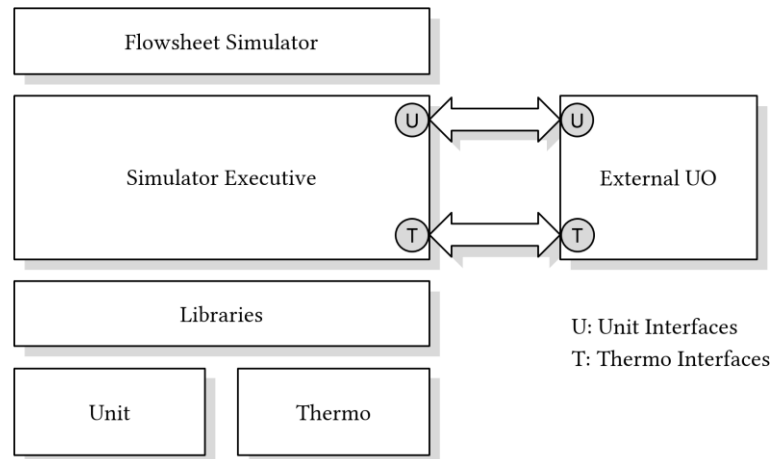 Flowsheet Simulator
U
U
Simulator Executive
External UO
T
T
Libraries
U: Unit Interfaces
T: Thermo Interfaces
Unit
Thermo